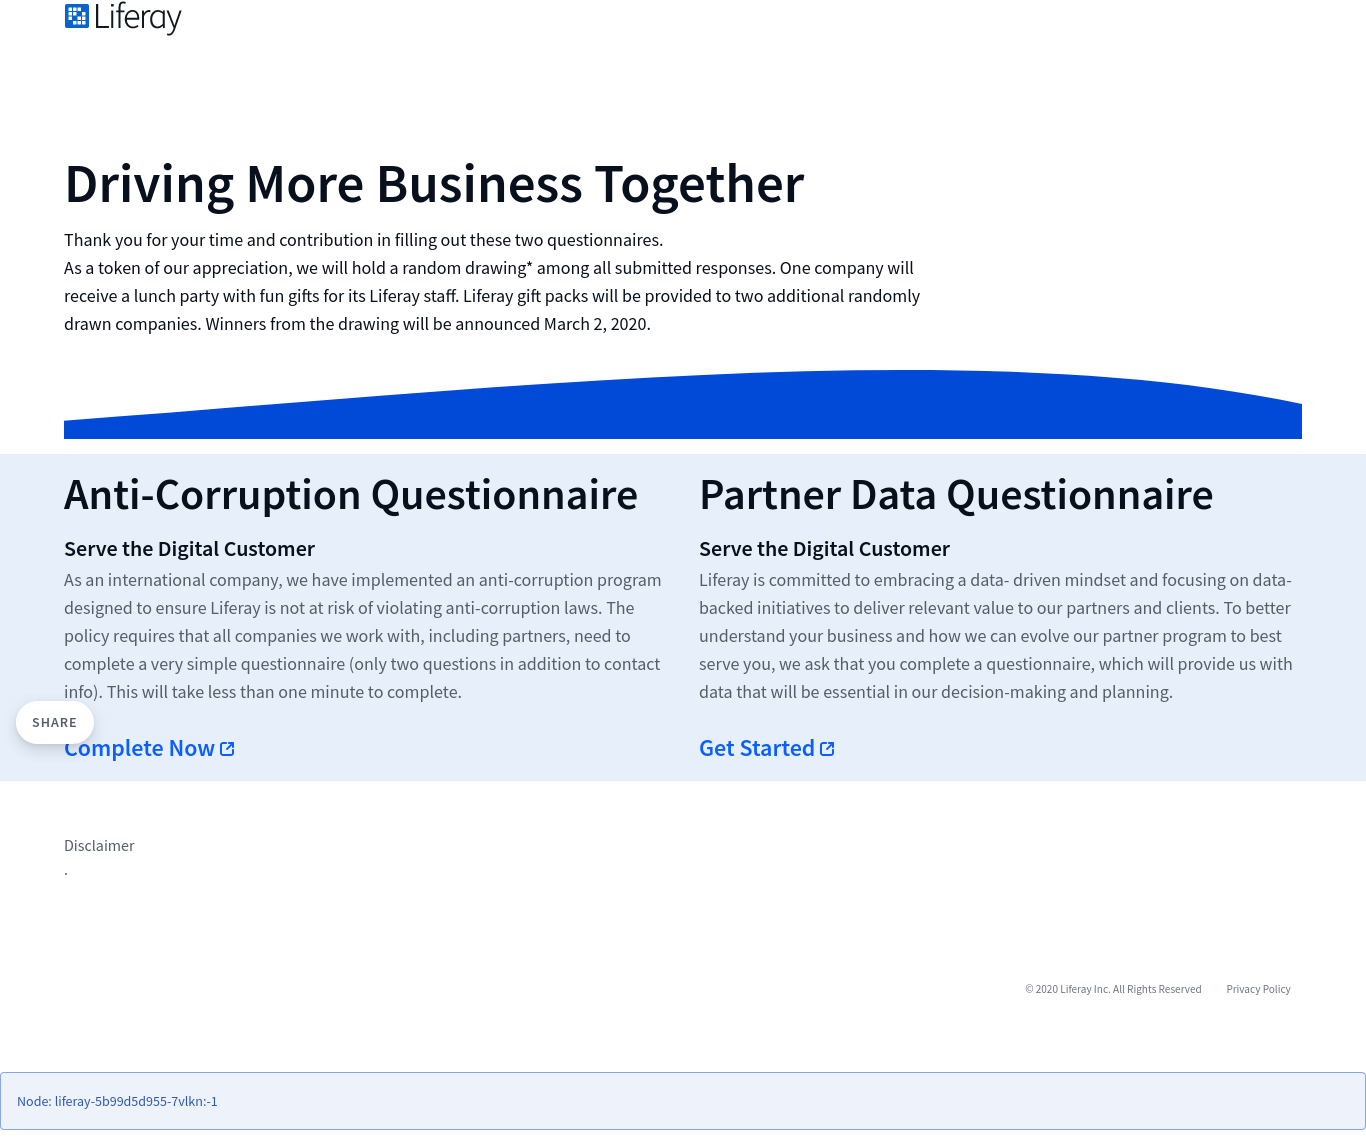 Liferay
Driving More Business Together
Thank you for your time and contribution in filling out these two questionnaires.
As a token of our appreciation, we will hold a random drawing* among all submitted responses. One company will
receive a lunch party with fun gifts for its Liferay staff. Liferay gift packs will be provided to two additional randomly
drawn companies. Winners from the drawing will be announced March 2, 2020.
Anti-Corruption Questionnaire
Serve the Digital Customer
As an international company, we have implemented an anti-corruption program
designed to ensure Liferay is not at risk of violating anti-corruption laws. The
policy requires that all companies we work with, including partners, need to
complete a very simple questionnaire (only two questions in addition to contact
info). This will take less than one minute to complete.
SHARE
Complete Now
Partner Data Questionnaire
Serve the Digital Customer
Liferay is committed to embracing a data- driven mindset and focusing on data-
backed initiatives to deliver relevant value to our partners and clients. To better
understand your business and how we can evolve our partner program to best
serve you, we ask that you complete a questionnaire, which will provide us with
data that will be essential in our decision-making and planning.
Get Started
Disclaimer
.
© 2020 Liferay Inc. All Rights Reserved Privacy Policy
Node: liferay-5b99d5d955-7vlkn:-1